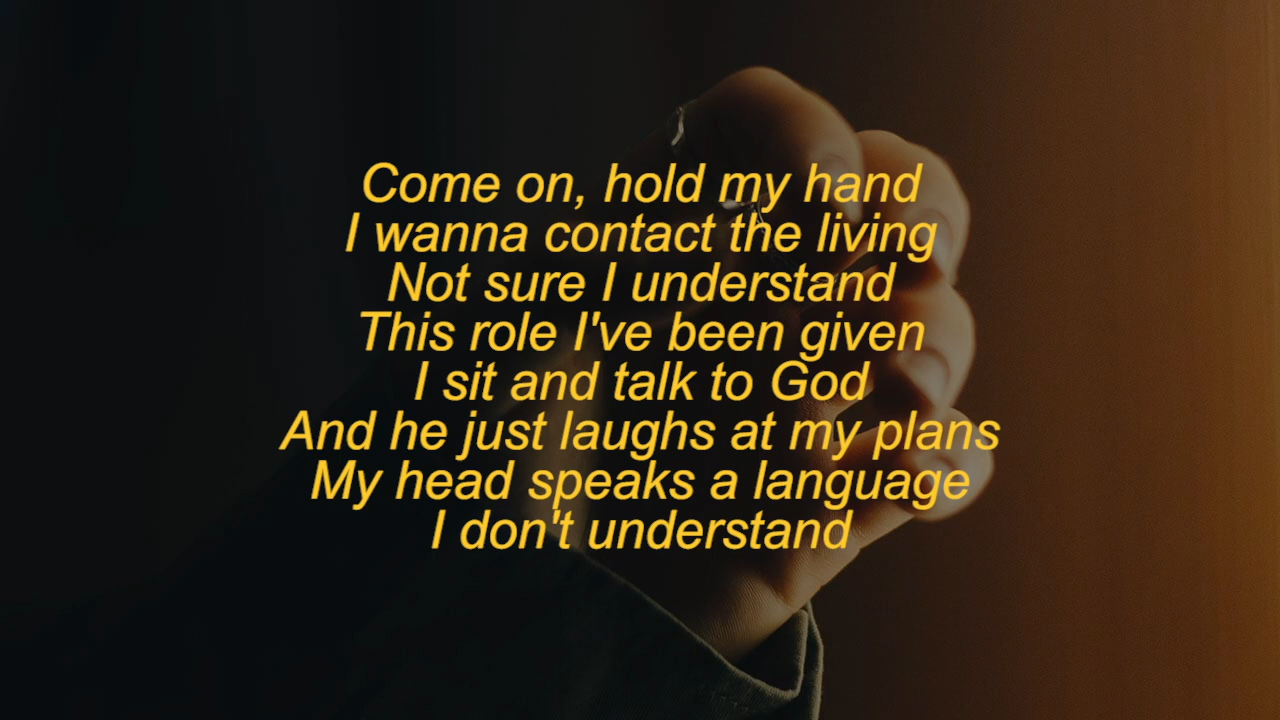 Come on, hold my hand
I wanna contact the living
Not sure I understand
This role I've been given
I sit and talk to God
And he just laughs at my plans
My head speaks a language
I don't understand